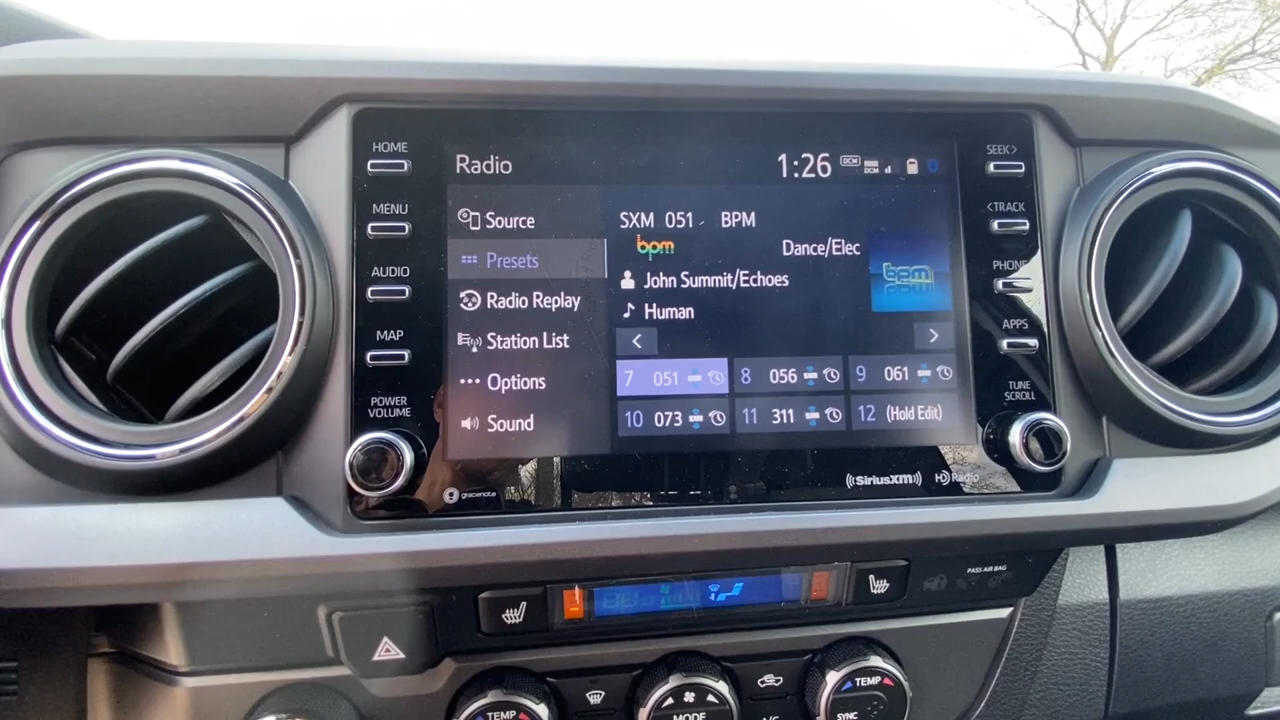 HOME
MENU
AUDIO
MAP
POWER
VOLUME
Radio
1:26
DCM
DCM
Source
Presets
Radio Replay
Station List
Options
Sound
SXM 051 BPM
bpm
Dance/Elec
John Summit/Echoes
Human
bpm
< >
7 051
8 056
9 061
10 073
11 311
12 (Hold Edit)
SEEK>
<TRACK
PHONE
APPS
TUNE
SCROLL
gracenote
((SiriusXM))
HD Radio
PASS AIR BAG
TEMP
MODE
A/C
TEMP
SYNC